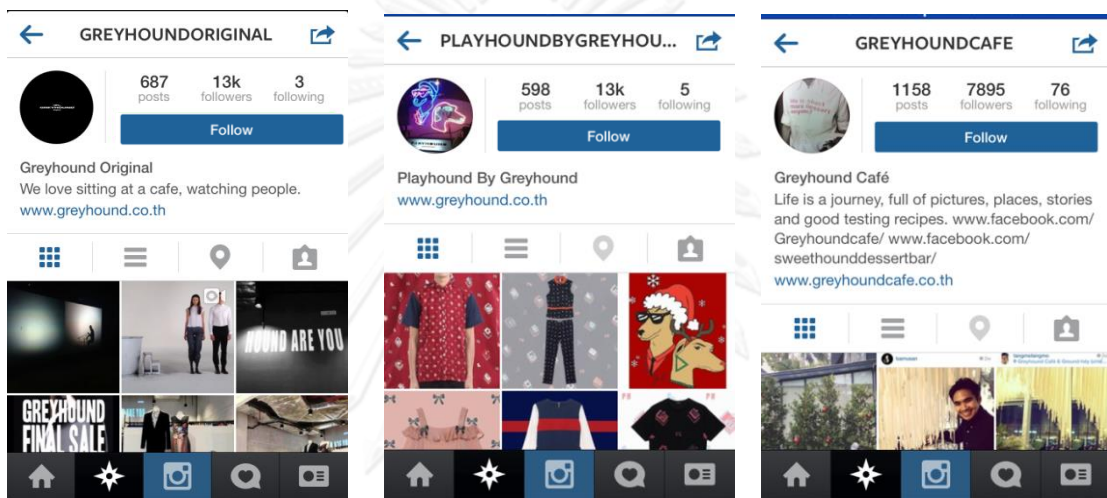 GREYHOUNDORIGINAL
687
13k
3
posts
followers
following
Follow
Greyhound Original
We love sitting at a cafe, watching people.
www.greyhound.co.th
HOUND ARE YOU
GREYHOUND
FINAL SALE
PLAYHOUNDBYGREYHOU...
598
13k
5
posts
followers
following
Follow
GREYHOUND
Playhound By Greyhound
www.greyhound.co.th
GREYHOUNDCAFE
1158
7895
76
posts
followers
following
Follow
Greyhound Café
Life is a journey, full of pictures, places, stories
and good testing recipes. www.facebook.com/
Greyhoundcafe/ www.facebook.com/
sweethounddessertbar/
www.greyhoundcafe.co.th